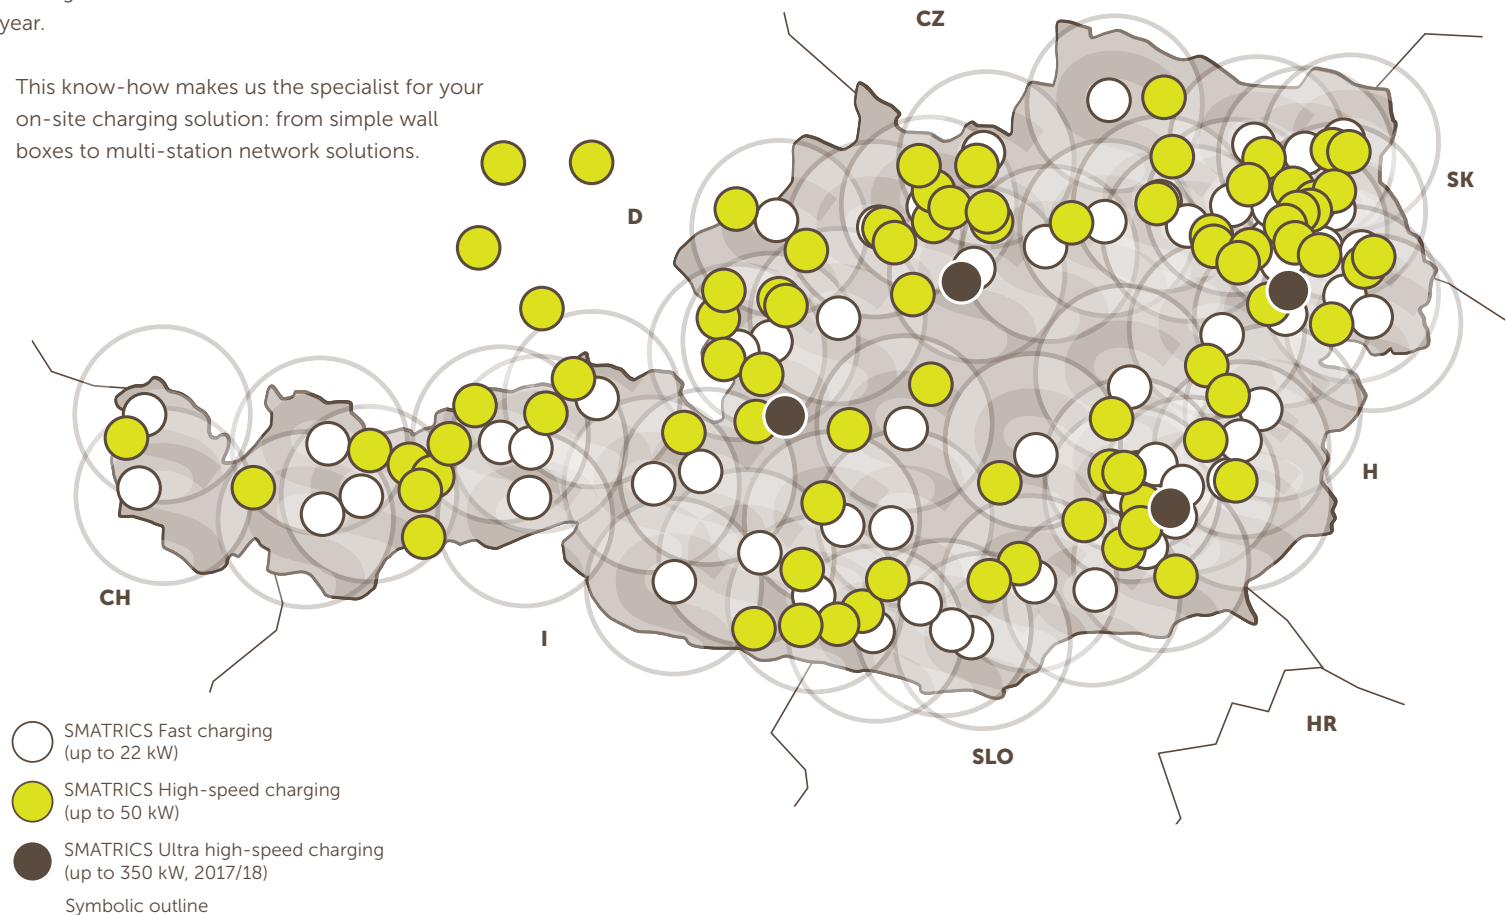 year.
This know-how makes us the specialist for your
on-site charging solution: from simple wall
boxes to multi-station network solutions.
CZ
D
SK
H
CH
I
HR
SLO
SMATRICS Fast charging
(up to 22 kW)
SMATRICS High-speed charging
(up to 50 kW)
SMATRICS Ultra high-speed charging
(up to 350 kW, 2017/18)
Symbolic outline